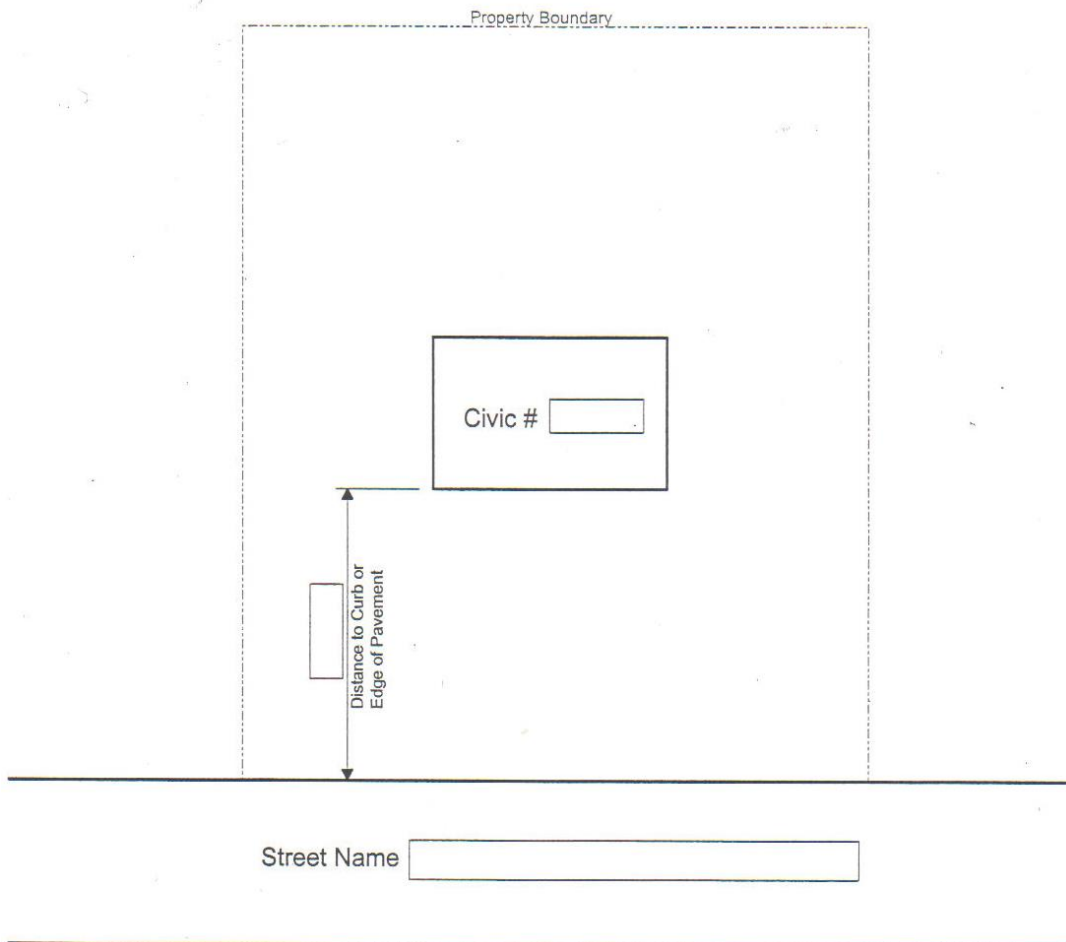 Property Boundary
Civic #
Distance to Curb or
Edge of Pavement
Street Name